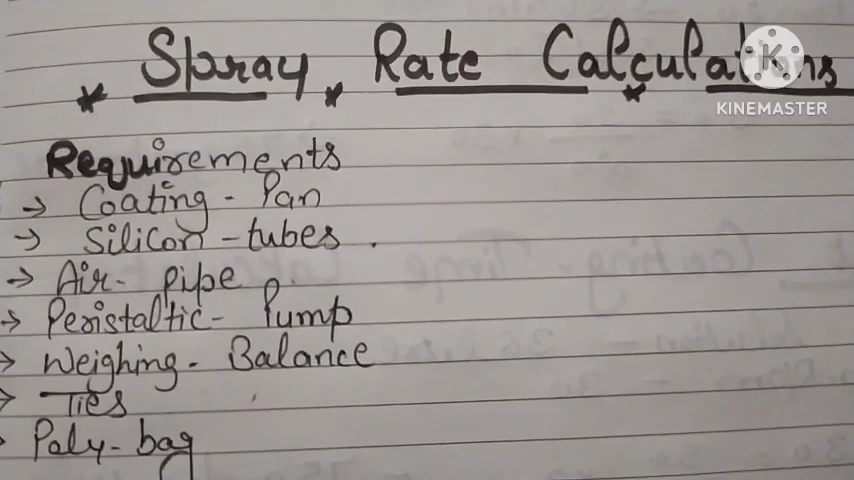 * Spray * Rate Calculations *
KINEMASTER
Requirements
→ Coating - Pan
→ Silicon - tubes .
→ Air - pipe
→ Peristaltic - Pump
→ Weighing - Balance
→ Ties
Poly - bag